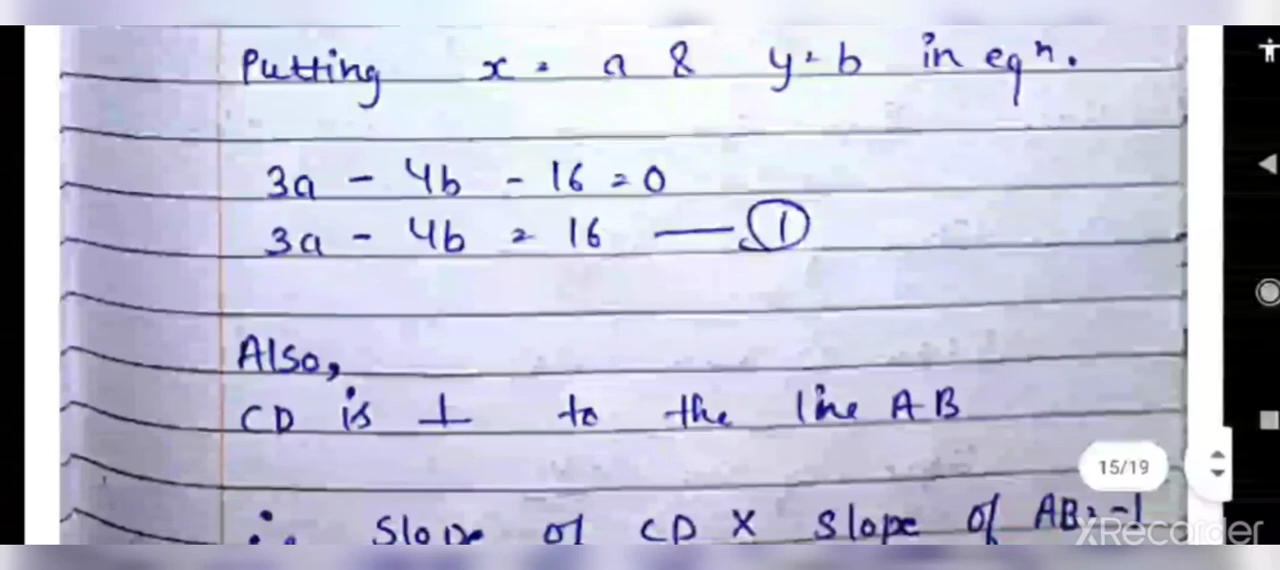 Putting x = a & y = b in eqn.
3a - 4b - 16 = 0
3a - 4b = 16 — ①
Also,
CD is ⊥ to the line AB
15/19
∴ Slope of CD X Slope of AB = -1
XRecorder